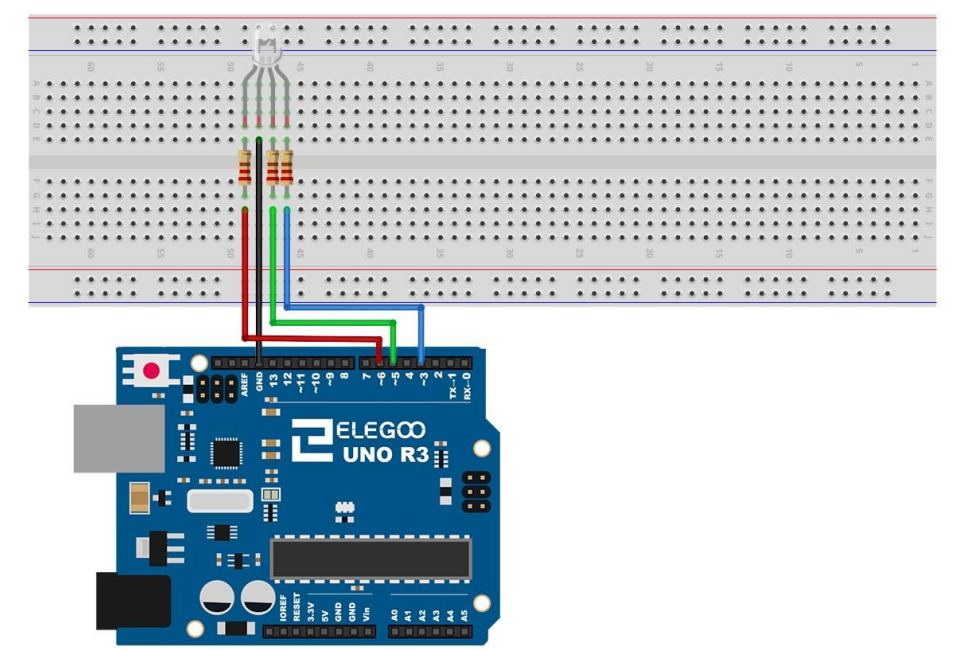 60 55 50 45 40 35 30 25 20 15 10 5 1
A A
B B
C C
D D
E E
F F
G G
H H
I I
J J
60 55 50 45 40 35 30 25 20 15 10 5 1
AREF GND 13 12 ~11 ~10 ~9 8 7 ~6 ~5 4 ~3 2 TX→1 RX←0
ELEGOO
UNO R3
IOREF RESET 3.3V 5V GND GND Vin A0 A1 A2 A3 A4 A5